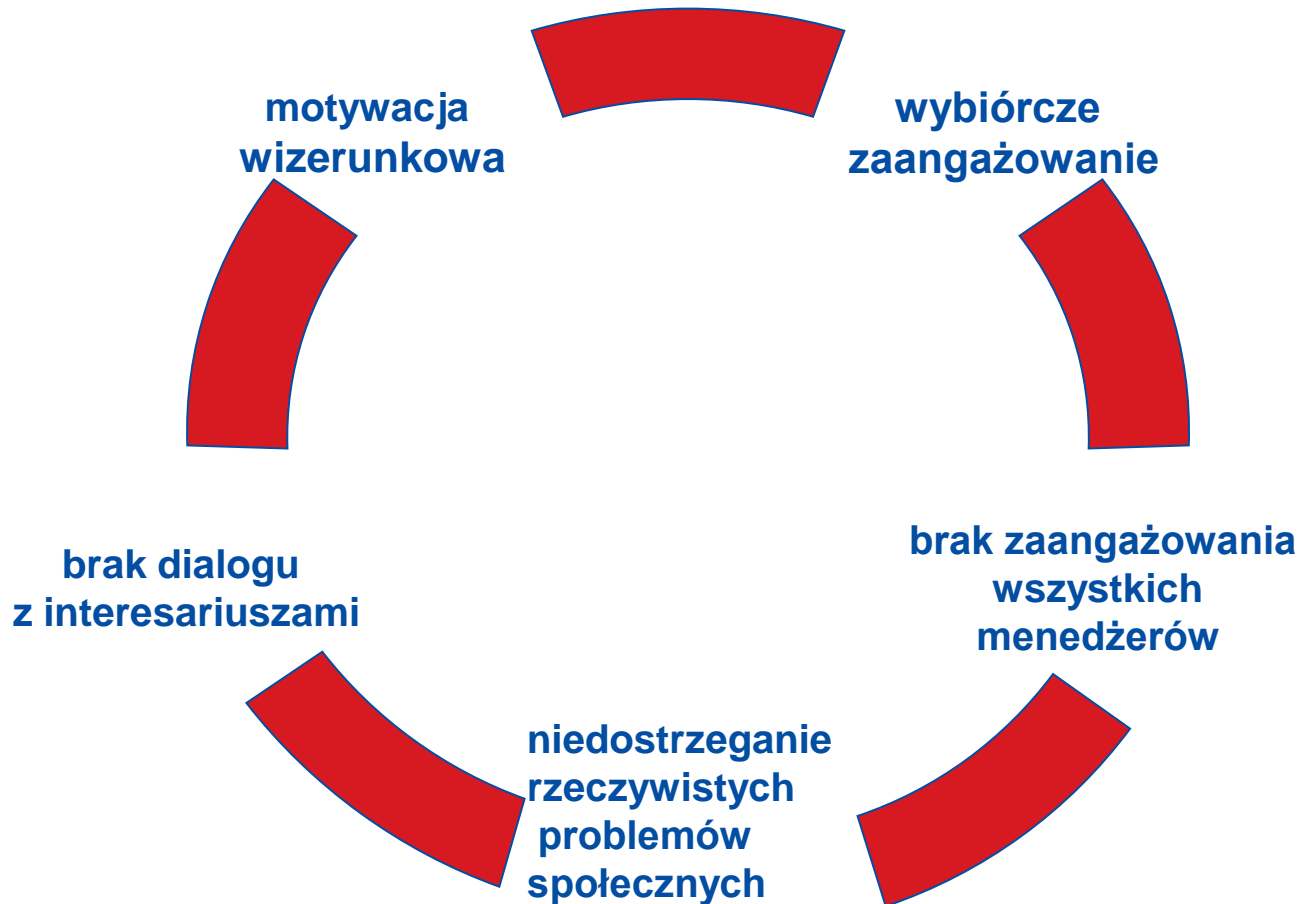 motywacja
wizerunkowa
wybiórcze
zaangażowanie
brak zaangażowania
wszystkich
menedżerów
niedostrzeganie
rzeczywistych
problemów
społecznych
brak dialogu
z interesariuszami